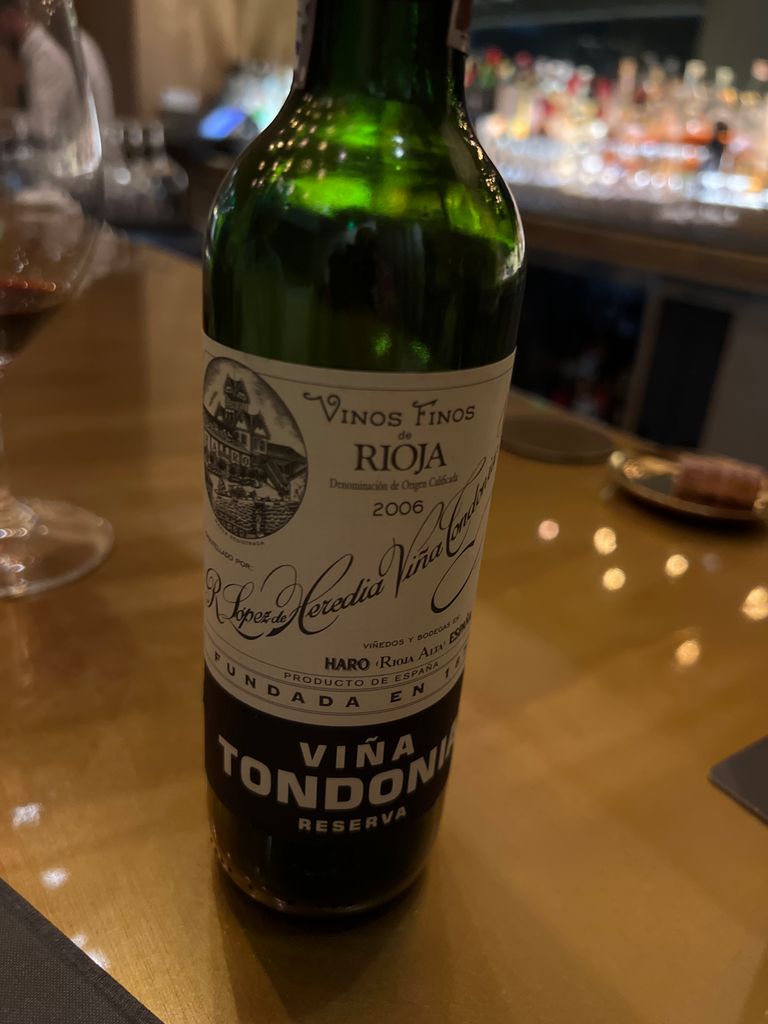 VINOS FINOS
de
RIOJA
Denominación de Origen Calificada
2006
R. López de Heredia Viña Tondonia
VIÑEDOS Y BODEGAS EN
HARO (RIOJA ALTA) ESPAÑA
PRODUCTO DE ESPAÑA
FUNDADA EN 187
VIÑA
TONDONIA
RESERVA